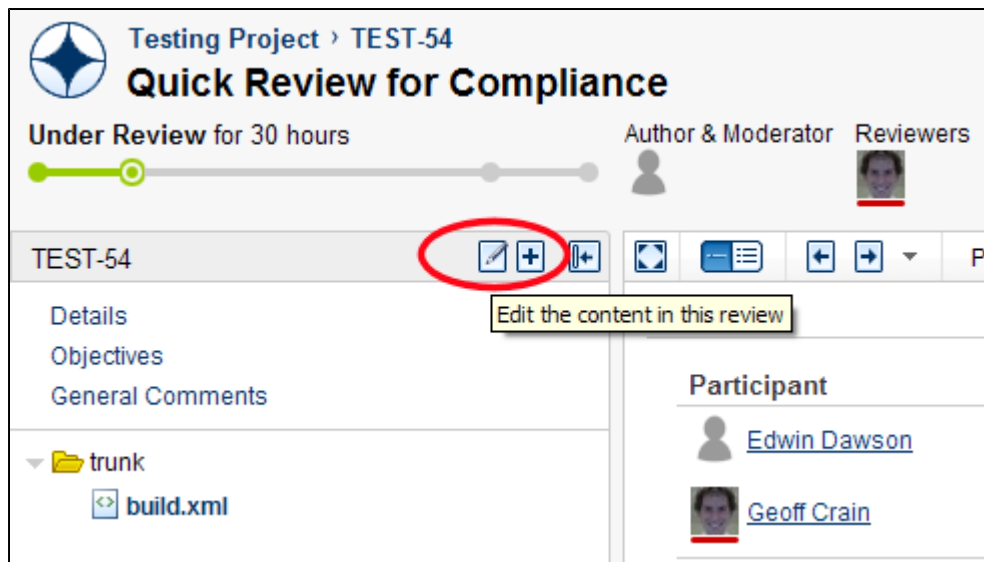 Testing Project › TEST-54
Quick Review for Compliance
Under Review for 30 hours
Author & Moderator Reviewers
TEST-54
P
Edit the content in this review
Details
Objectives
General Comments
Participant
Edwin Dawson
Geoff Crain
trunk
build.xml